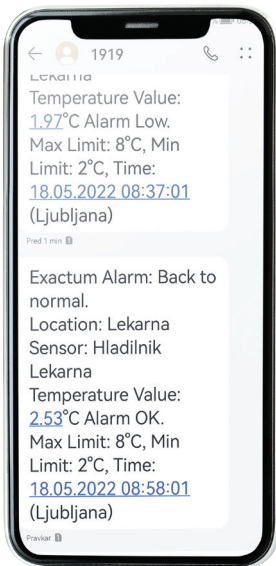 1919
Lekarna
Temperature Value:
1.97°C Alarm Low.
Max Limit: 8°C, Min
Limit: 2°C, Time:
18.05.2022 08:37:01
(Ljubljana)
Pred 1 min 1
Exactum Alarm: Back to
normal.
Location: Lekarna
Sensor: Hladilnik
Lekarna
Temperature Value:
2.53°C Alarm OK.
Max Limit: 8°C, Min
Limit: 2°C, Time:
18.05.2022 08:58:01
(Ljubljana)
Pravkar 1